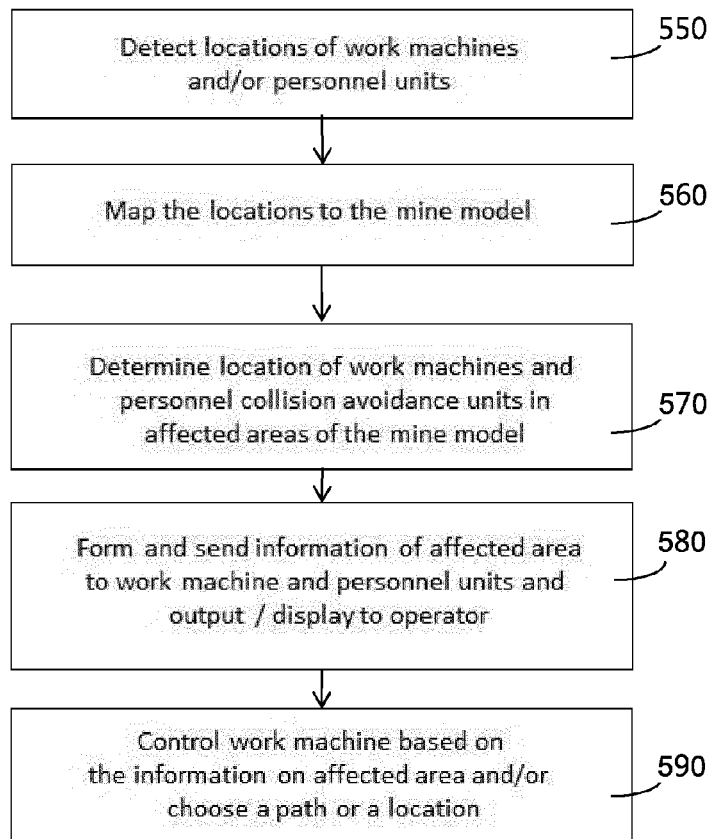 Detect locations of work machines
and/or personnel units
550
Map the locations to the mine model
560
Determine location of work machines and
personnel collision avoidance units in
affected areas of the mine model
570
Form and send information of affected area
to work machine and personnel units and
output / display to operator
580
Control work machine based on
the information on affected area and/or
choose a path or a location
590